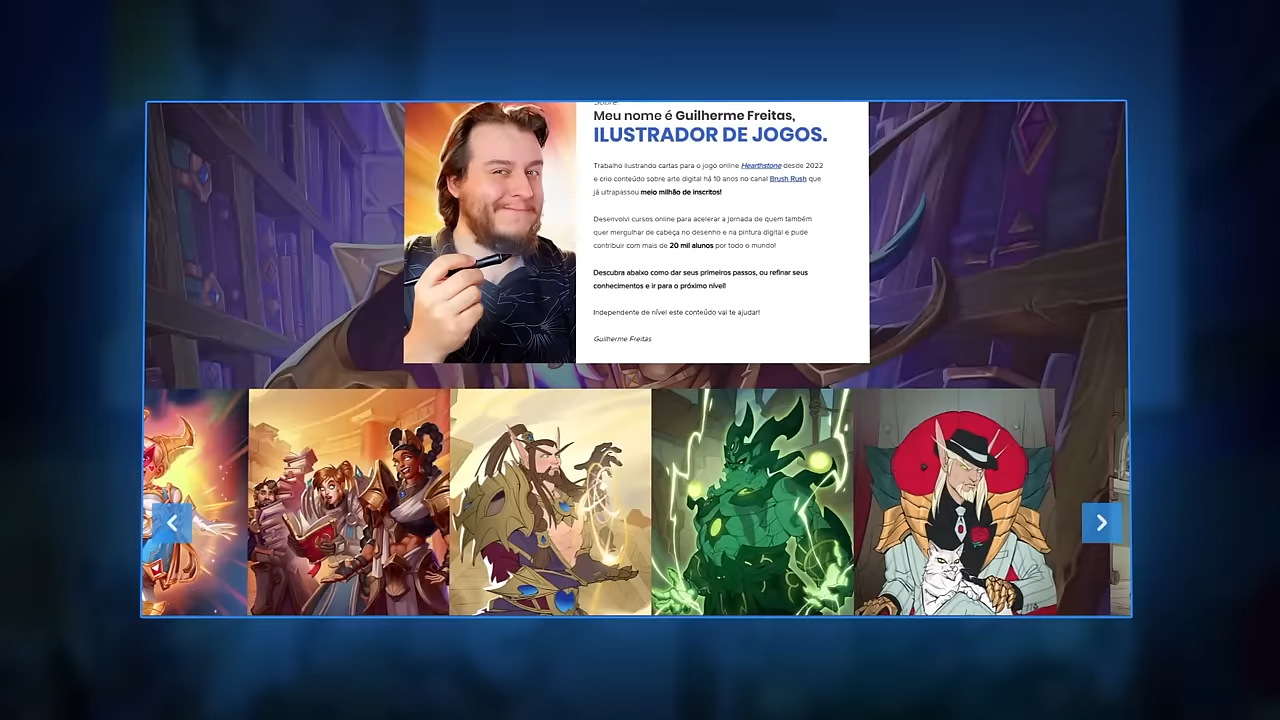 Sobre:
Meu nome é Guilherme Freitas,
ILUSTRADOR DE JOGOS.
Trabalho ilustrando cartas para o jogo online Hearthstone desde 2022
e crio conteúdo sobre arte digital há 10 anos no canal Brush Rush que
já ultrapassou meio milhão de inscritos!
Desenvolvi cursos online para acelerar a jornada de quem também
quer mergulhar de cabeça no desenho e na pintura digital e pude
contribuir com mais de 20 mil alunos por todo o mundo!
Descubra abaixo como dar seus primeiros passos, ou refinar seus
conhecimentos e ir para o próximo nível!
Independente de nível este conteúdo vai te ajudar!
Guilherme Freitas